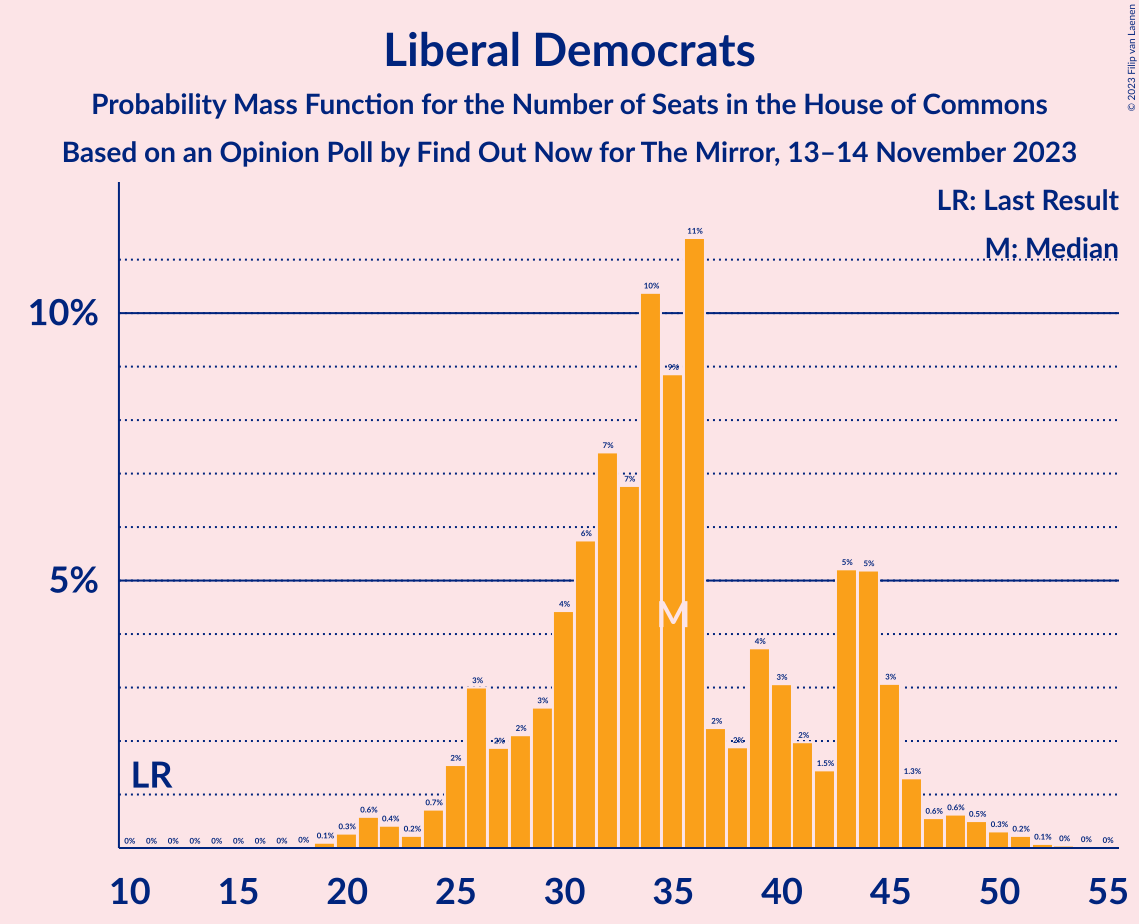 Liberal Democrats
Probability Mass Function for the Number of Seats in the House of Commons
Based on an Opinion Poll by Find Out Now for The Mirror, 13–14 November 2023
© 2023 Filip van Laenen
LR: Last Result
M: Median
10%
5%
LR
M
0% 0% 0% 0% 0% 0% 0% 0% 0% 0.1% 0.3% 0.6% 0.4% 0.2% 0.7% 2% 3% 2% 2% 3% 4% 6% 7% 7% 10% 9% 11% 2% 2% 4% 3% 2% 1.5% 5% 5% 3% 1.3% 0.6% 0.6% 0.5% 0.3% 0.2% 0.1% 0% 0% 0%
10 15 20 25 30 35 40 45 50 55